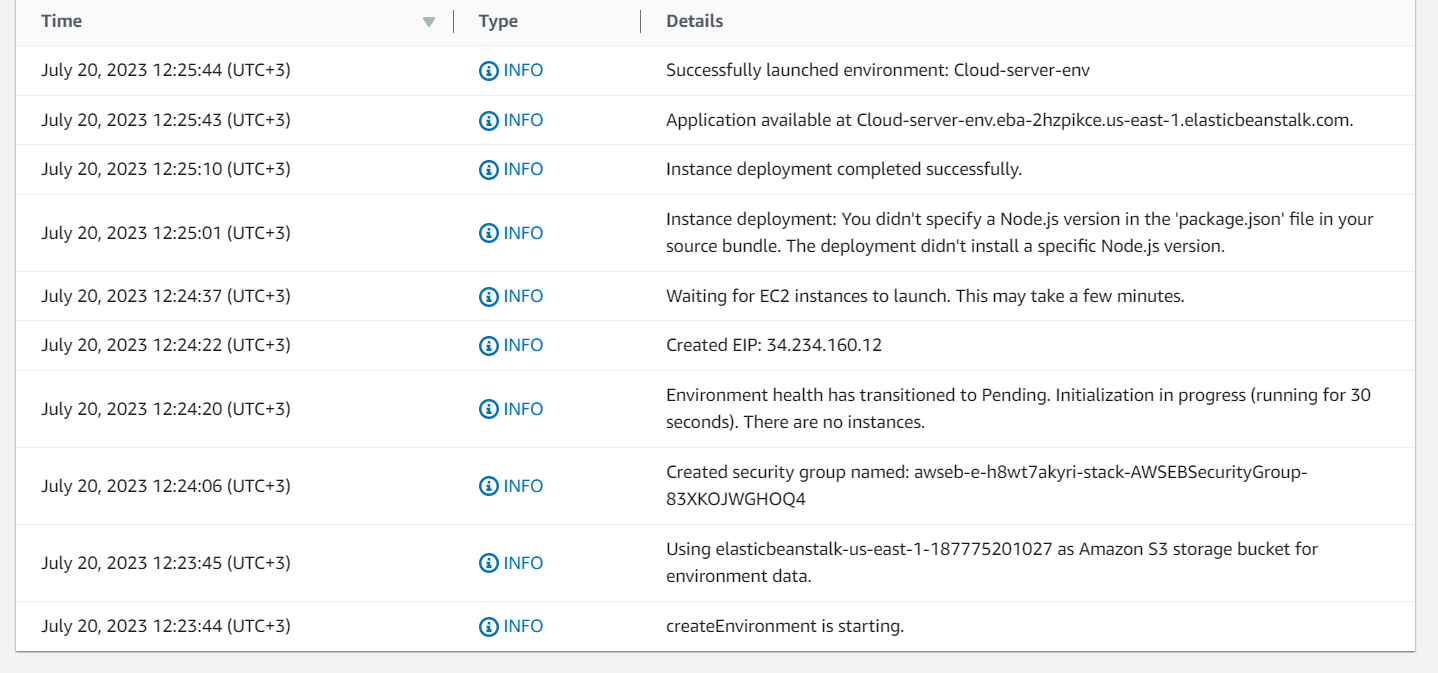 Time Type Details
July 20, 2023 12:25:44 (UTC+3) INFO Successfully launched environment: Cloud-server-env
July 20, 2023 12:25:43 (UTC+3) INFO Application available at Cloud-server-env.eba-2hzpikce.us-east-1.elasticbeanstalk.com.
July 20, 2023 12:25:10 (UTC+3) INFO Instance deployment completed successfully.
July 20, 2023 12:25:01 (UTC+3) INFO Instance deployment: You didn't specify a Node.js version in the 'package.json' file in your
source bundle. The deployment didn't install a specific Node.js version.
July 20, 2023 12:24:37 (UTC+3) INFO Waiting for EC2 instances to launch. This may take a few minutes.
July 20, 2023 12:24:22 (UTC+3) INFO Created EIP: 34.234.160.12
July 20, 2023 12:24:20 (UTC+3) INFO Environment health has transitioned to Pending. Initialization in progress (running for 30
seconds). There are no instances.
July 20, 2023 12:24:06 (UTC+3) INFO Created security group named: awseb-e-h8wt7akyri-stack-AWSEBSecurityGroup-
83XKOJWGHOQ4
July 20, 2023 12:23:45 (UTC+3) INFO Using elasticbeanstalk-us-east-1-187775201027 as Amazon S3 storage bucket for
environment data.
July 20, 2023 12:23:44 (UTC+3) INFO createEnvironment is starting.